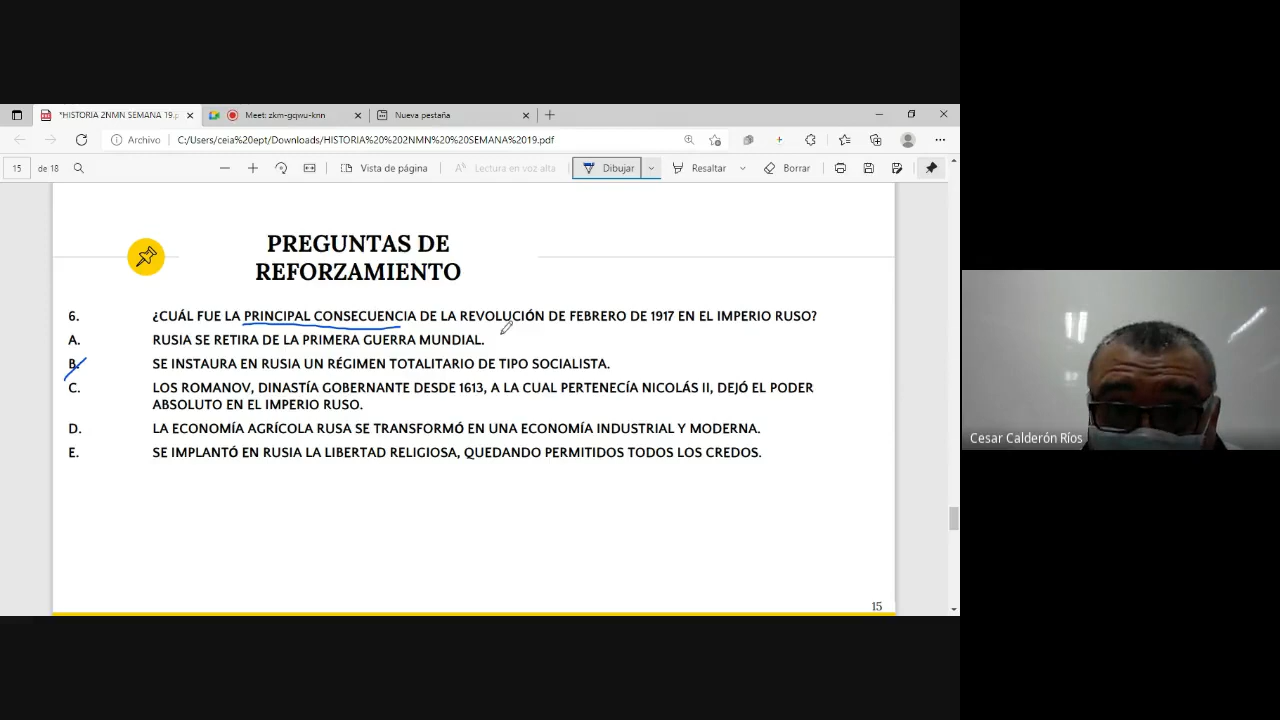 *HISTORIA 2NMN SEMANA 19.p
Meet: zkm-gqwu-knn
Nueva pestaña
Archivo
C:/Users/ceia%20ept/Downloads/HISTORIA%20%202NMN%20%20SEMANA%2019.pdf
15 de 18
Vista de página
Lectura en voz alta
Dibujar
Resaltar
Borrar
PREGUNTAS DE
REFORZAMIENTO
6. ¿CUÁL FUE LA PRINCIPAL CONSECUENCIA DE LA REVOLUCIÓN DE FEBRERO DE 1917 EN EL IMPERIO RUSO?
A. RUSIA SE RETIRA DE LA PRIMERA GUERRA MUNDIAL.
B. SE INSTAURA EN RUSIA UN RÉGIMEN TOTALITARIO DE TIPO SOCIALISTA.
C. LOS ROMANOV, DINASTÍA GOBERNANTE DESDE 1613, A LA CUAL PERTENECÍA NICOLÁS II, DEJÓ EL PODER
ABSOLUTO EN EL IMPERIO RUSO.
D. LA ECONOMÍA AGRÍCOLA RUSA SE TRANSFORMÓ EN UNA ECONOMÍA INDUSTRIAL Y MODERNA.
E. SE IMPLANTÓ EN RUSIA LA LIBERTAD RELIGIOSA, QUEDANDO PERMITIDOS TODOS LOS CREDOS.
15
Cesar Calderón Ríos